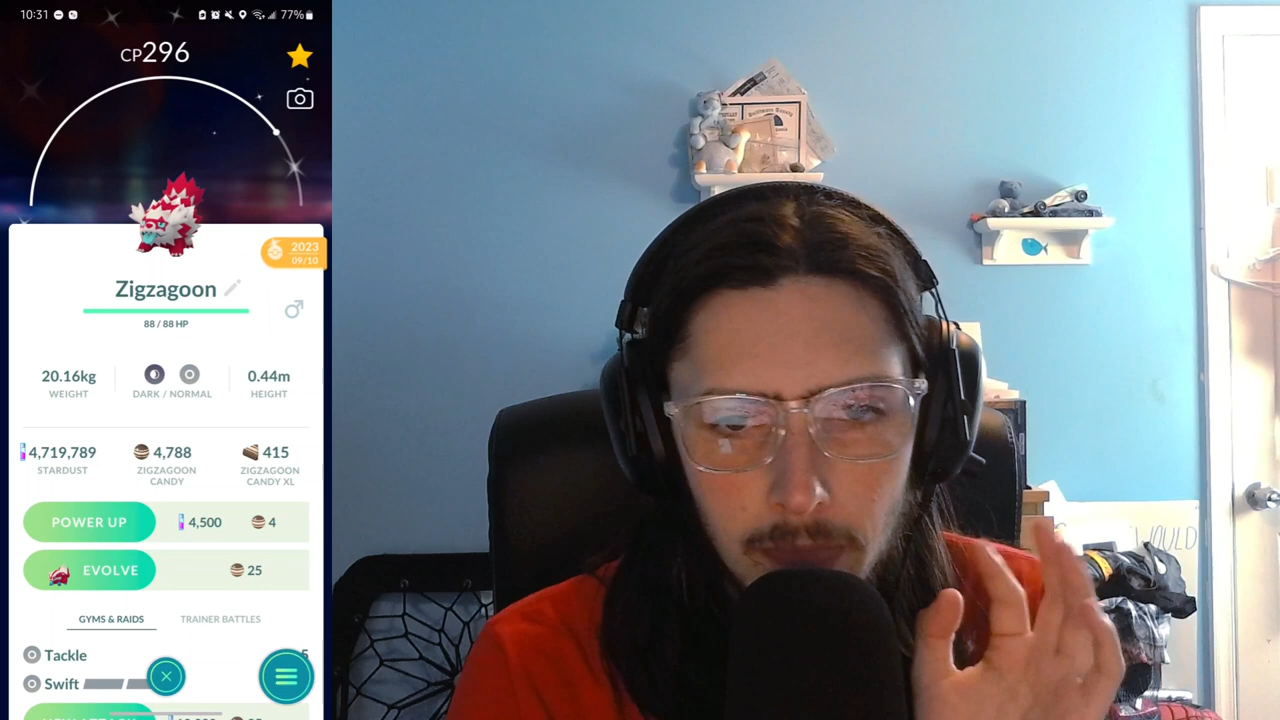 10:31
77%
CP296
2023
09/10
Zigzagoon
88 / 88 HP
20.16kg
WEIGHT
DARK / NORMAL
0.44m
HEIGHT
4,719,789
STARDUST
4,788
ZIGZAGOON
CANDY
415
ZIGZAGOON
CANDY XL
POWER UP
4,500
4
EVOLVE
25
GYMS & RAIDS
TRAINER BATTLES
Tackle
5
Swift
WOULD